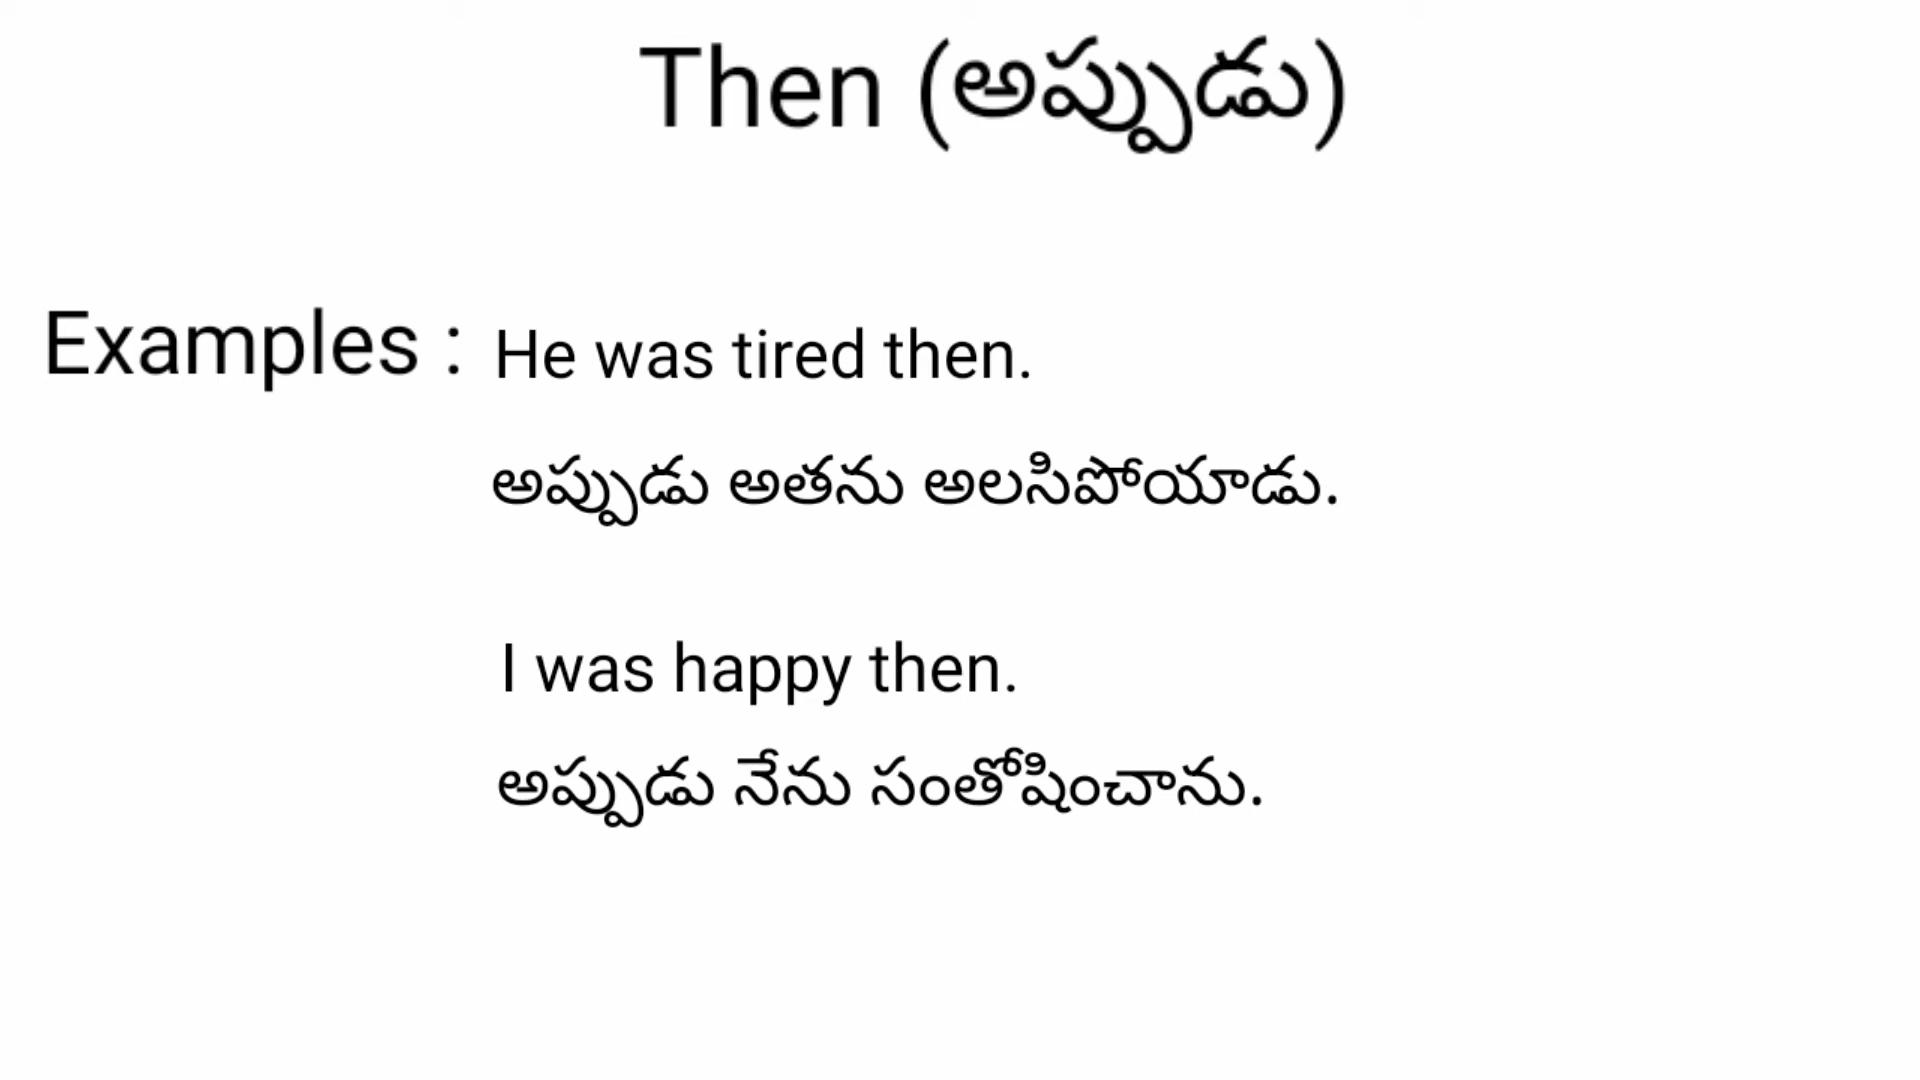 Then (అప్పుడు)
Examples : He was tired then.
అప్పుడు అతను అలసిపోయాడు.
I was happy then.
అప్పుడు నేను సంతోషించాను.